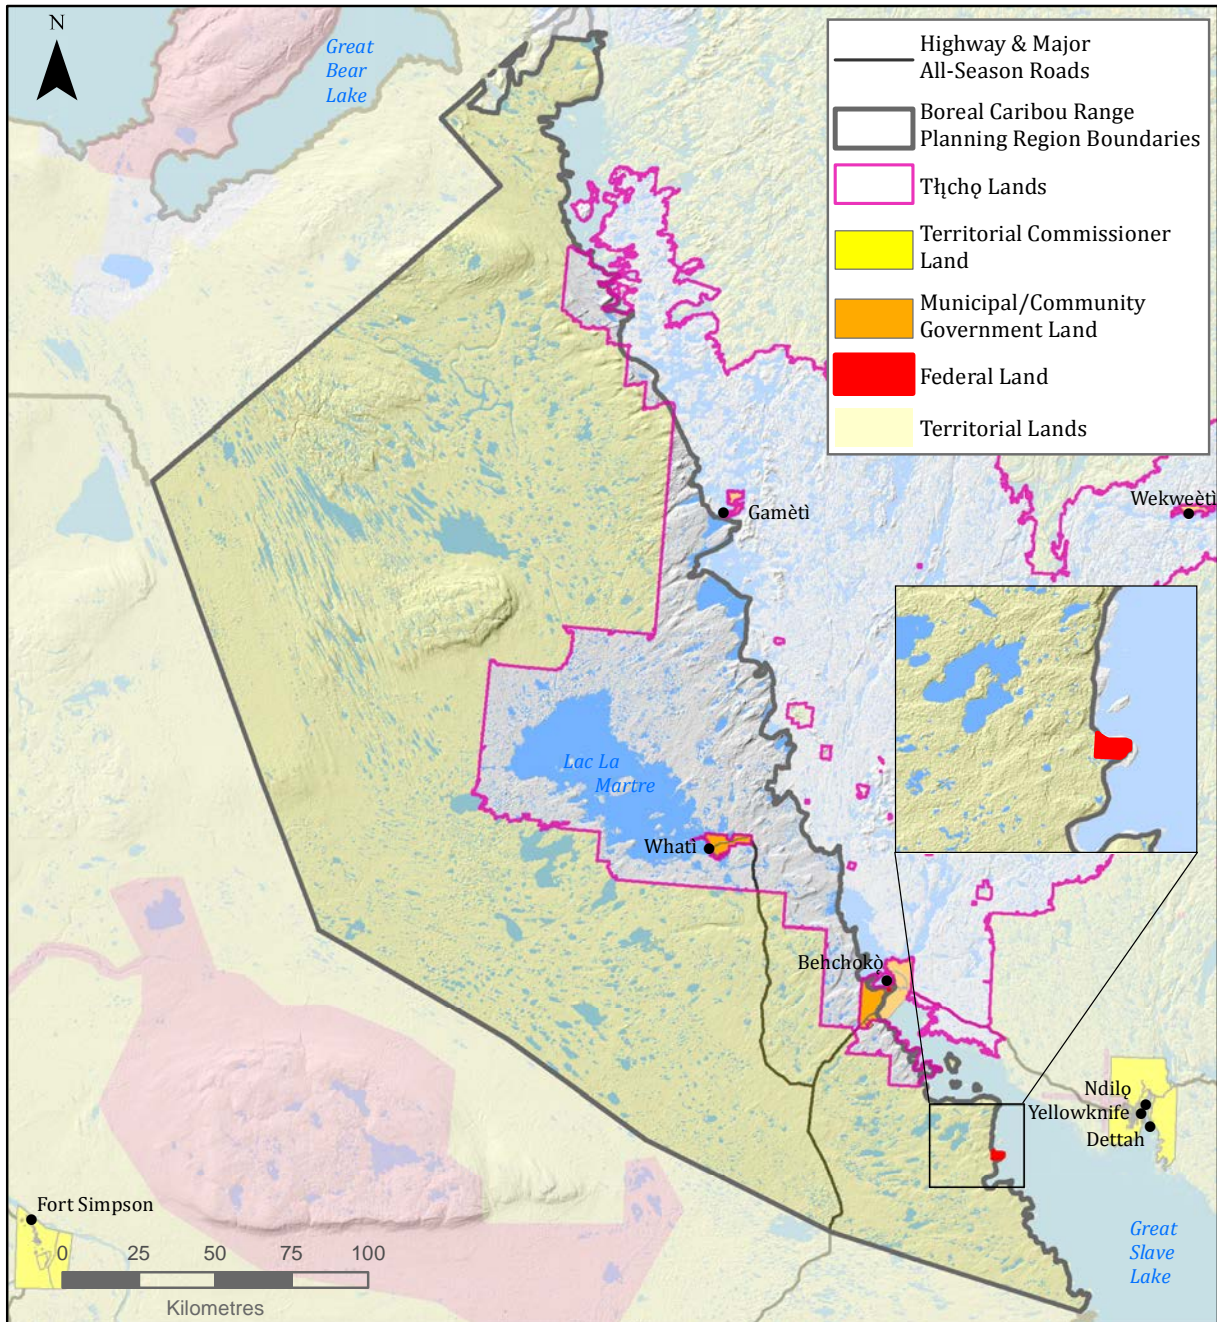 N
Great
Bear
Lake
Highway & Major
All-Season Roads
Boreal Caribou Range
Planning Region Boundaries
Tłı̨chǫ Lands
Territorial Commissioner
Land
Municipal/Community
Government Land
Federal Land
Territorial Lands
Gamètì
Wekweètì
Lac La
Martre
Whatì
Behchokǫ̀
Ndilǫ
Yellowknife
Dettah
Fort Simpson
Great
Slave
Lake
0 25 50 75 100
Kilometres